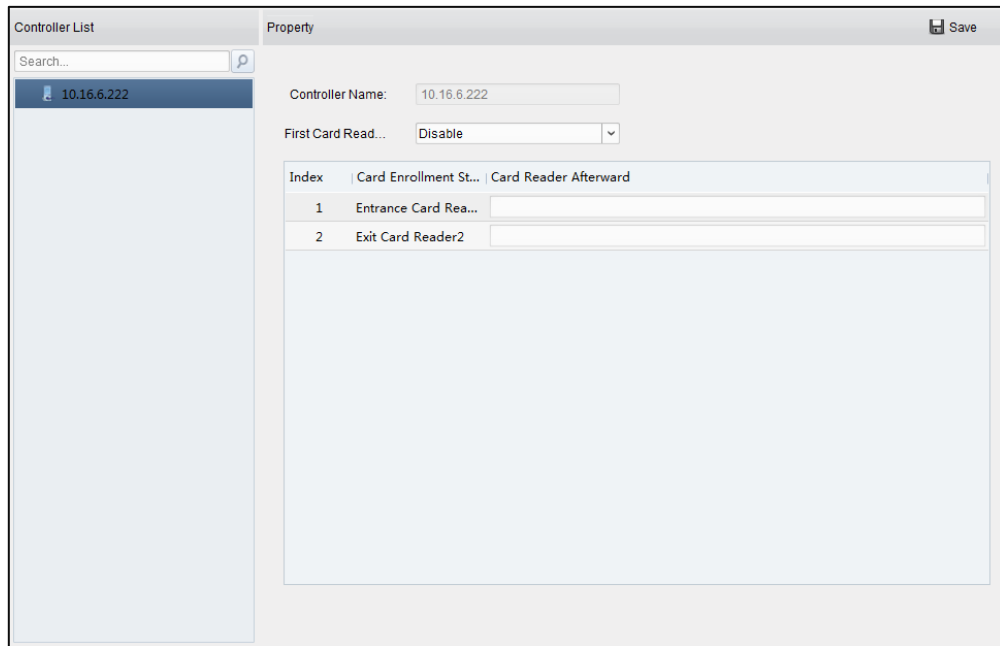 Controller List
Property
Save
Search...
10.16.6.222
Controller Name:
10.16.6.222
First Card Read...
Disable
Index
Card Enrollment St...
Card Reader Afterward
1
Entrance Card Rea...
2
Exit Card Reader2